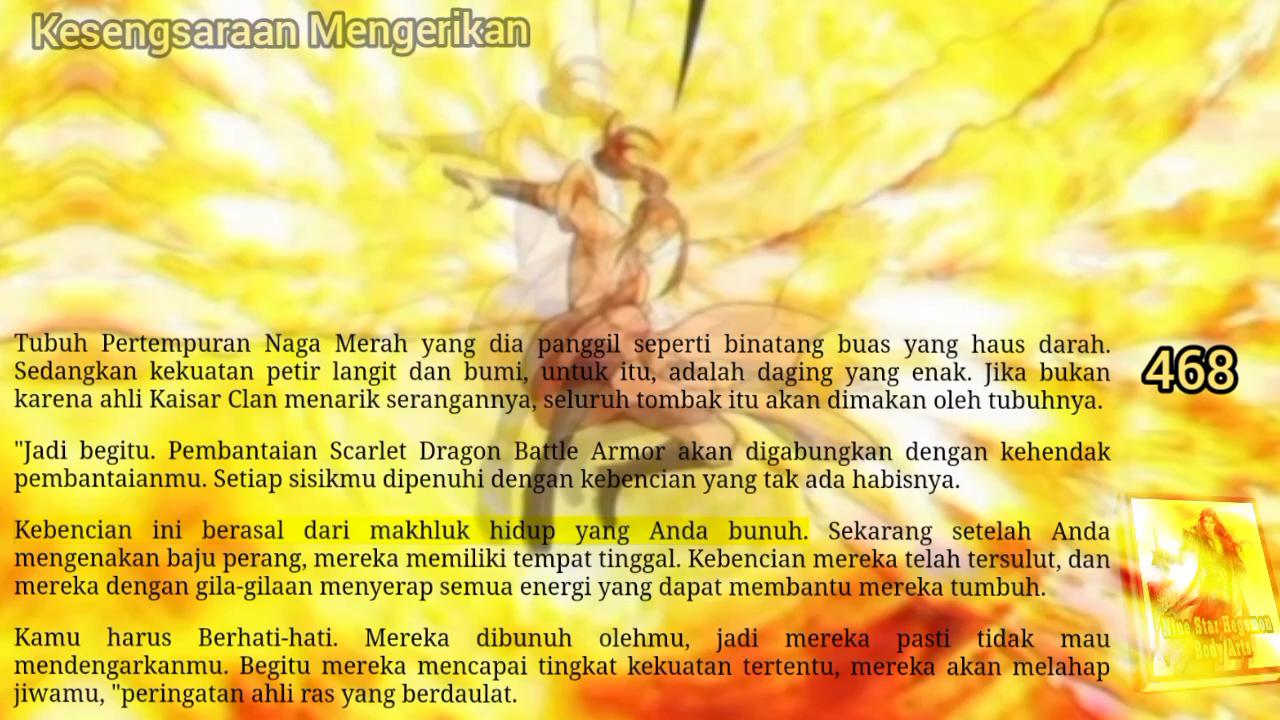 Kesengsaraan Mengerikan
Tubuh Pertempuran Naga Merah yang dia panggil seperti binatang buas yang haus darah.
Sedangkan kekuatan petir langit dan bumi, untuk itu, adalah daging yang enak. Jika bukan
karena ahli Kaisar Clan menarik serangannya, seluruh tombak itu akan dimakan oleh tubuhnya.
468
"Jadi begitu. Pembantaian Scarlet Dragon Battle Armor akan digabungkan dengan kehendak
pembantaianmu. Setiap sisikmu dipenuhi dengan kebencian yang tak ada habisnya.
Kebencian ini berasal dari makhluk hidup yang Anda bunuh. Sekarang setelah Anda
mengenakan baju perang, mereka memiliki tempat tinggal. Kebencian mereka telah tersulut, dan
mereka dengan gila-gilaan menyerap semua energi yang dapat membantu mereka tumbuh.
Kamu harus Berhati-hati. Mereka dibunuh olehmu, jadi mereka pasti tidak mau
mendengarkanmu. Begitu mereka mencapai tingkat kekuatan tertentu, mereka akan melahap
jiwamu, "peringatan ahli ras yang berdaulat.
Nine Star Hegemon
Body Arts